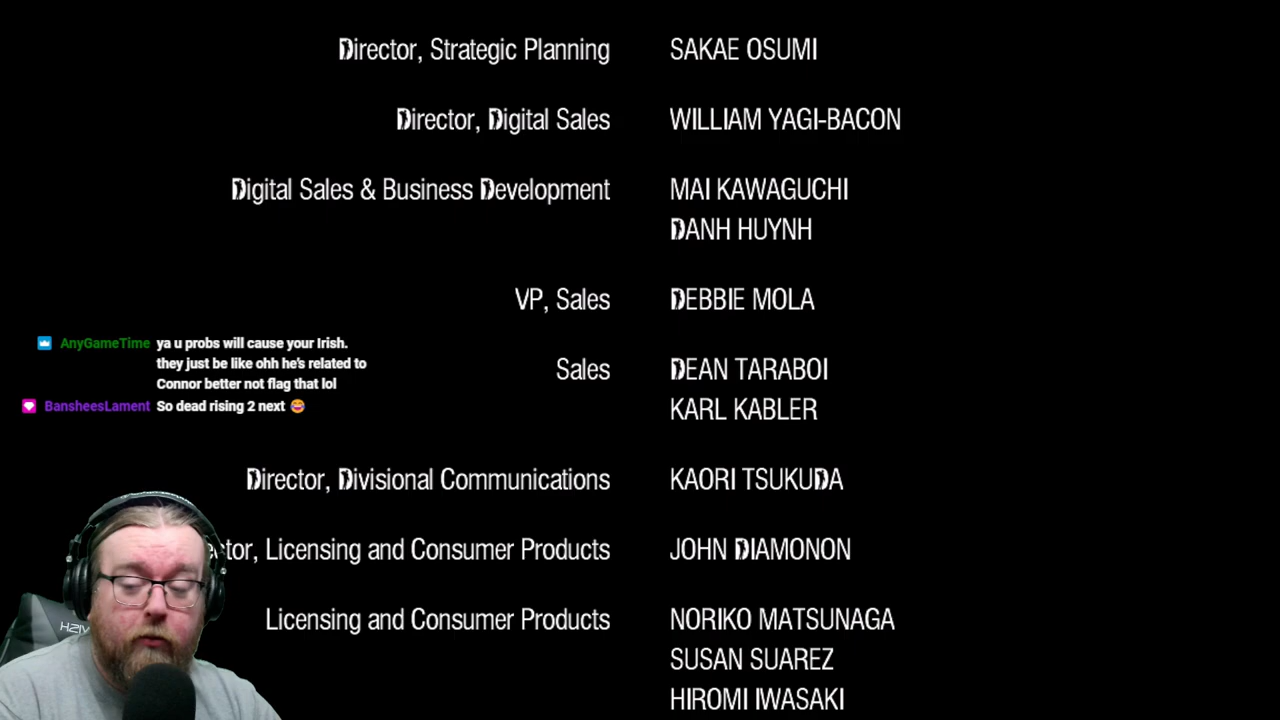 Director, Strategic Planning SAKAE OSUMI
Director, Digital Sales WILLIAM YAGI-BACON
Digital Sales & Business Development MAI KAWAGUCHI
DANH HUYNH
VP, Sales DEBBIE MOLA
AnyGameTime ya u probs will cause your Irish.
they just be like ohh he's related to
Connor better not flag that lol
BansheesLament So dead rising 2 next 😂
Sales DEAN TARABOI
KARL KABLER
Director, Divisional Communications KAORI TSUKUDA
Licensing and Consumer Products JOHN DIAMONON
Licensing and Consumer Products NORIKO MATSUNAGA
SUSAN SUAREZ
HIROMI IWASAKI